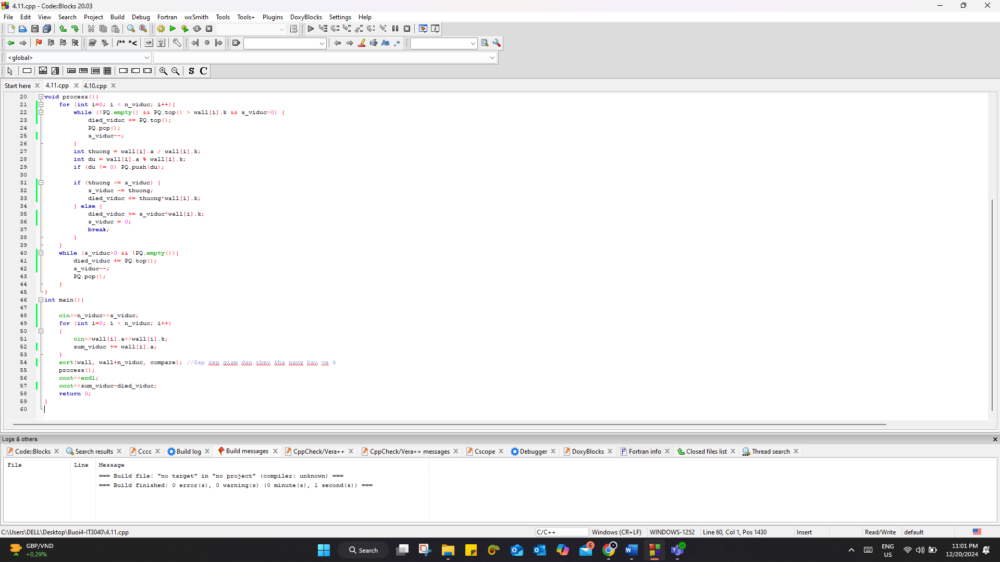 4.11.cpp - Code::Blocks 20.03
File Edit View Search Project Build Debug Fortran wxSmith Tools Tools+ Plugins DoxyBlocks Settings Help
/** *<
Aa .*
<global>
S C
Start here 4.11.cpp 4.10.cpp
20 void process(){
21 for (int i=0; i < n_viduc; i++){
22 while (!PQ.empty() && PQ.top() > wall[i].k && s_viduc>0) {
23 died_viduc += PQ.top();
24 PQ.pop();
25 s_viduc--;
26 }
27 int thuong = wall[i].a / wall[i].k;
28 int du = wall[i].a % wall[i].k;
29 if (du != 0) PQ.push(du);
30
31 if (thuong <= s_viduc) {
32 s_viduc -= thuong;
33 died_viduc += thuong*wall[i].k;
34 } else {
35 died_viduc += s_viduc*wall[i].k;
36 s_viduc = 0;
37 break;
38 }
39 }
40 while (s_viduc>0 && !PQ.empty()){
41 died_viduc += PQ.top();
42 s_viduc--;
43 PQ.pop();
44 }
45 }
46 int main(){
47
48 cin>>n_viduc>>s_viduc;
49 for (int i=0; i < n_viduc; i++)
50 {
51 cin>>wall[i].a>>wall[i].k;
52 sum_viduc += wall[i].a;
53 }
54 sort(wall, wall+n_viduc, compare); //Sap xep giam dan theo kha nang bao ve k
55 process();
56 cout<<endl;
57 cout<<sum_viduc-died_viduc;
58 return 0;
59 }
60
Logs & others
Code::Blocks Search results Cccc Build log Build messages CppCheck/Vera++ CppCheck/Vera++ messages Cscope Debugger DoxyBlocks Fortran info Closed files list Thread search
File Line Message
=== Build file: "no target" in "no project" (compiler: unknown) ===
=== Build finished: 0 error(s), 0 warning(s) (0 minute(s), 1 second(s)) ===
C:\Users\DELL\Desktop\Buoi4-IT3040\4.11.cpp C/C++ Windows (CR+LF) WINDOWS-1252 Line 60, Col 1, Pos 1430 Insert Read/Write default
GBP/VND
+0,29%
Search
6
ENG
US
11:01 PM
12/20/2024